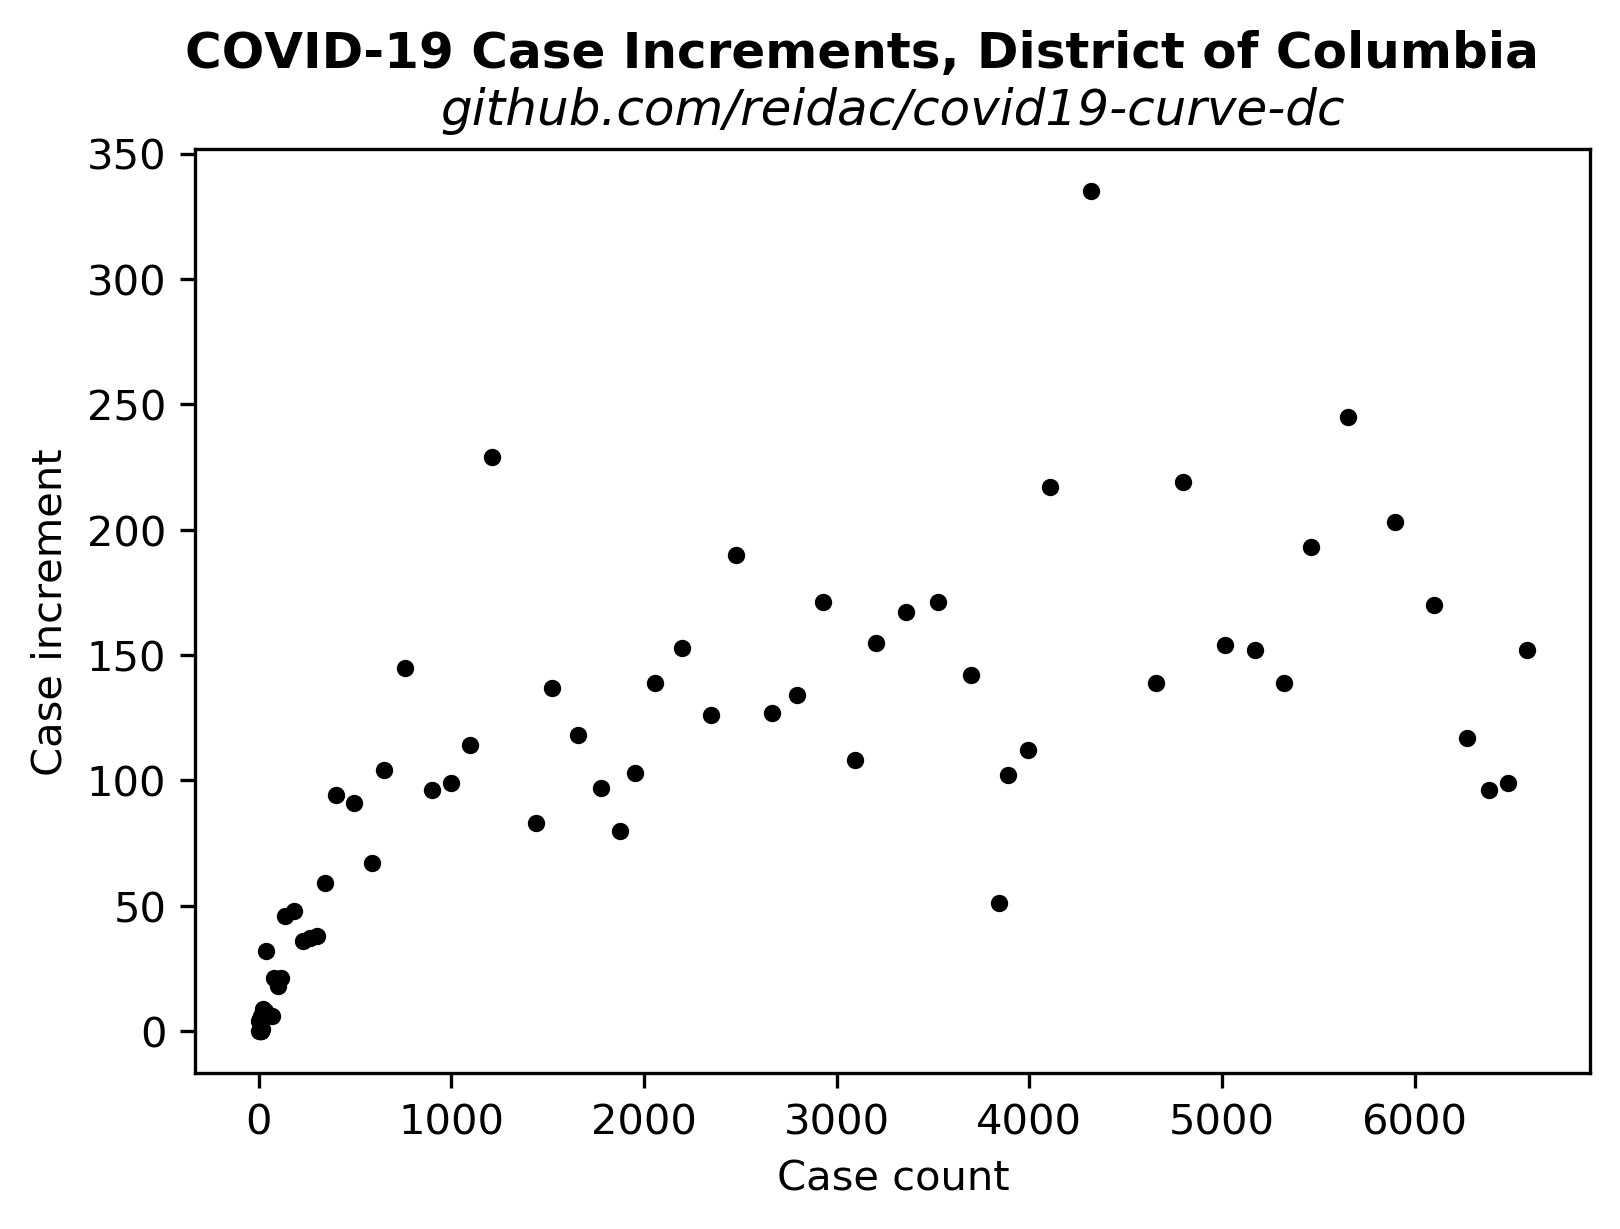 COVID-19 Case Increments, District of Columbia
github.com/reidac/covid19-curve-dc
350
300
250
200
150
100
50
0
Case increment
0 1000 2000 3000 4000 5000 6000
Case count